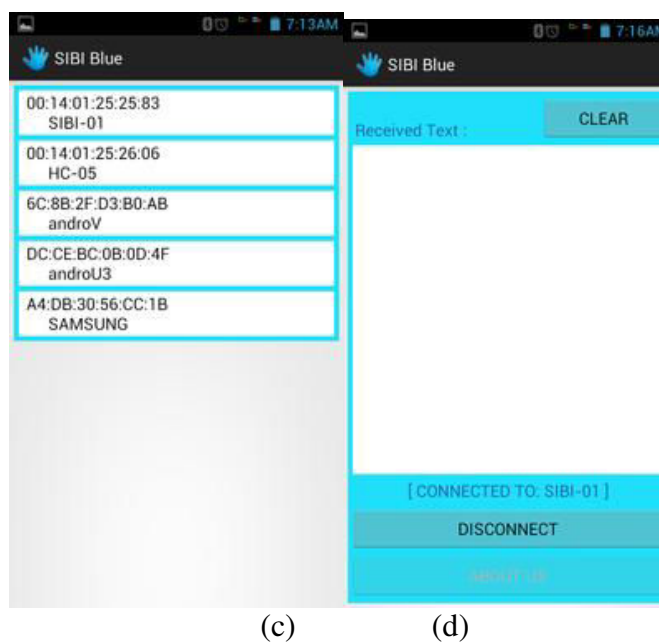 7:13AM
SIBI Blue
00:14:01:25:25:83
SIBI-01
00:14:01:25:26:06
HC-05
6C:8B:2F:D3:B0:AB
androV
DC:CE:BC:0B:0D:4F
androU3
A4:DB:30:56:CC:1B
SAMSUNG
(c)
7:16AM
SIBI Blue
CLEAR
Received Text :
[ CONNECTED TO: SIBI-01 ]
DISCONNECT
ABOUT US
(d)